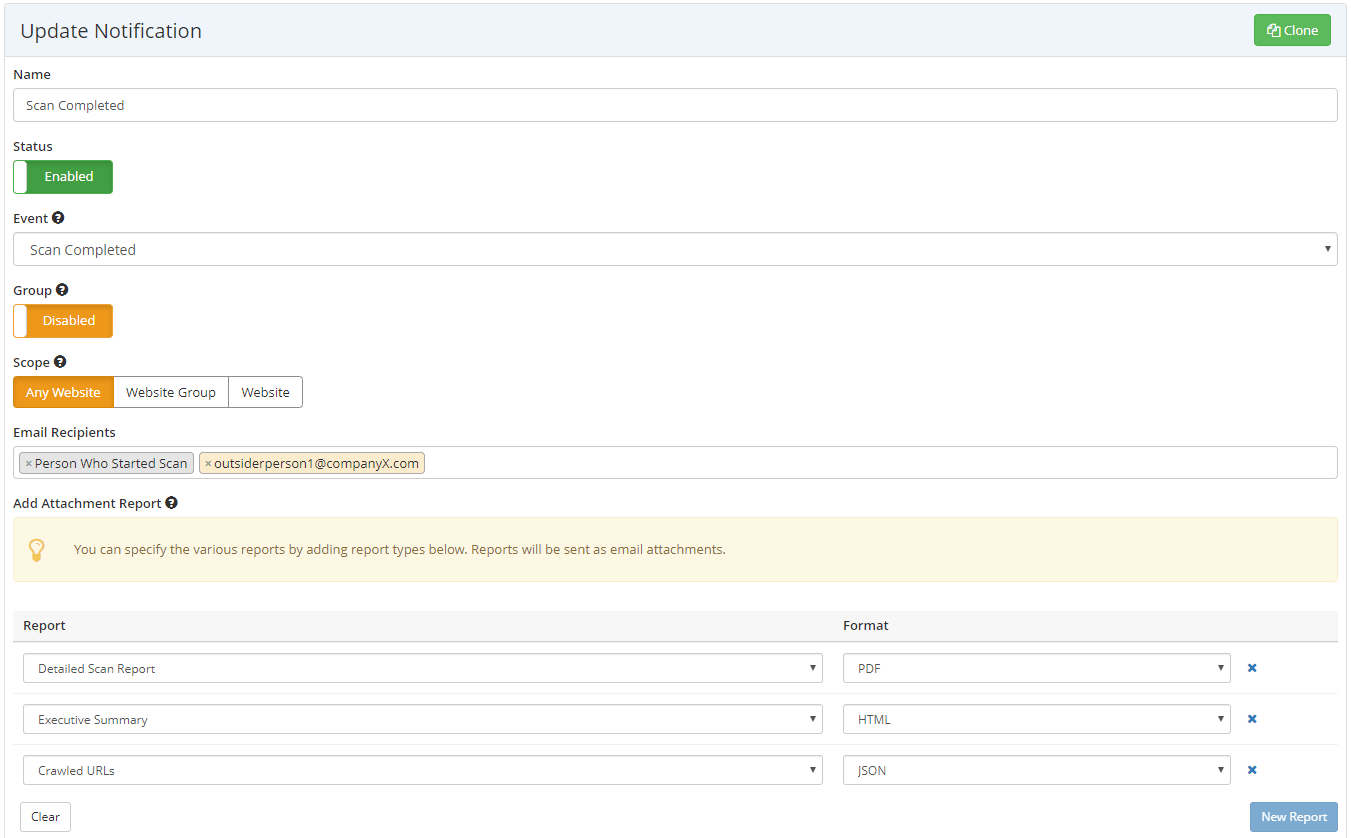 Update Notification
Clone
Name
Scan Completed
Status
Enabled
Event
Scan Completed
Group
Disabled
Scope
Any Website Website Group Website
Email Recipients
×Person Who Started Scan ×outsiderperson1@companyX.com
Add Attachment Report
You can specify the various reports by adding report types below. Reports will be sent as email attachments.
Report Format
Detailed Scan Report PDF
Executive Summary HTML
Crawled URLs JSON
Clear New Report